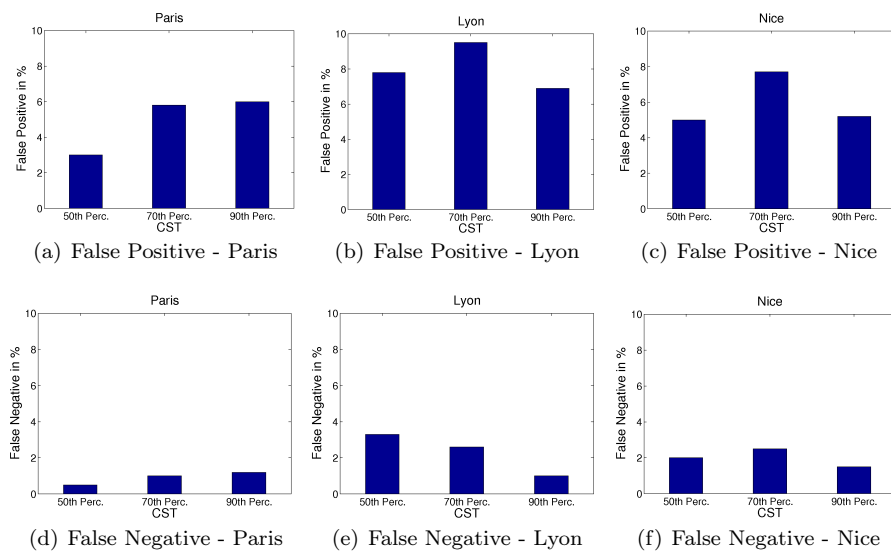 Paris
False Positive in %
10
8
6
4
2
0
50th Perc. 70th Perc. 90th Perc.
CST
(a) False Positive - Paris
Lyon
False Positive in %
10
8
6
4
2
0
50th Perc. 70th Perc. 90th Perc.
CST
(b) False Positive - Lyon
Nice
False Positive in %
10
8
6
4
2
0
50th Perc. 70th Perc. 90th Perc.
CST
(c) False Positive - Nice
Paris
False Negative in %
10
8
6
4
2
0
50th Perc. 70th Perc. 90th Perc.
CST
(d) False Negative - Paris
Lyon
False Negative in %
10
8
6
4
2
0
50th Perc. 70th Perc. 90th Perc.
CST
(e) False Negative - Lyon
Nice
False Negative in %
10
8
6
4
2
0
50th Perc. 70th Perc. 90th Perc.
CST
(f) False Negative - Nice